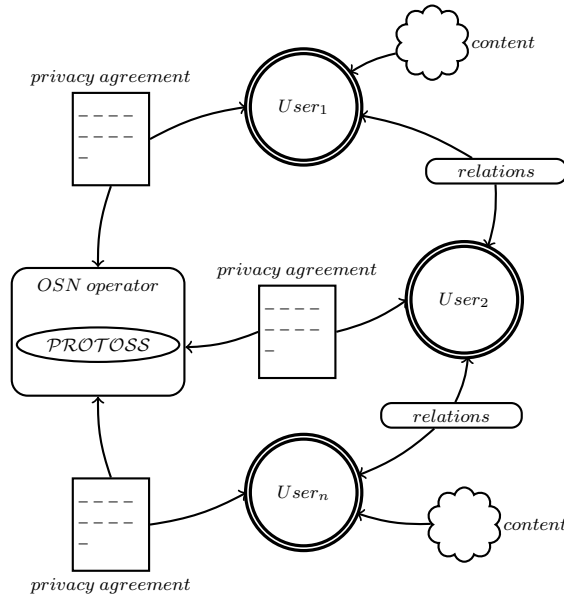 content
privacy agreement
User₁
relations
privacy agreement
OSN operator
User₂
PROTOSS
relations
Userₙ
content
privacy agreement